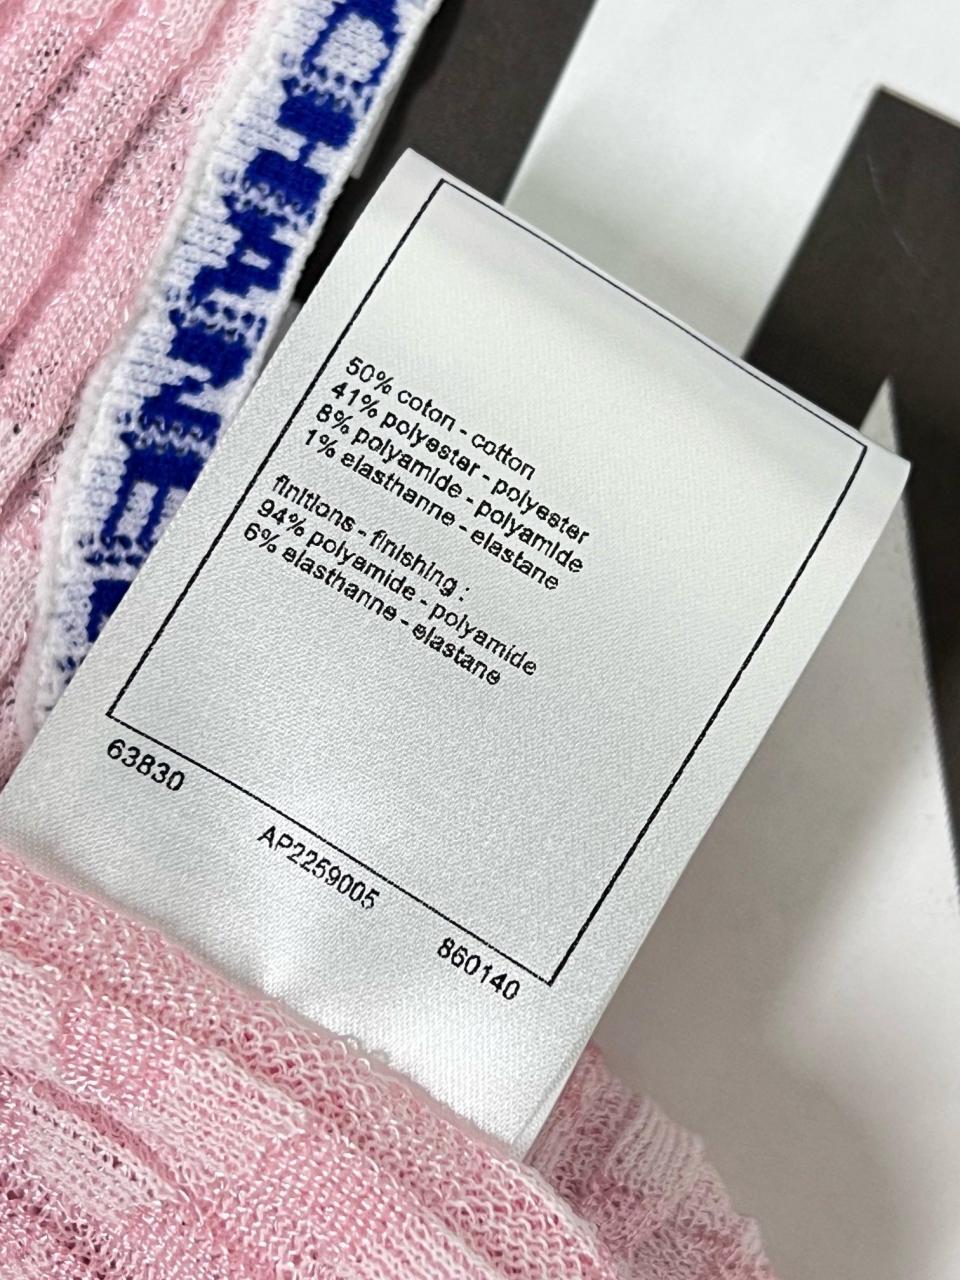 CHANEL
50% coton - cotton
41% polyester - polyester
8% polyamide - polyamide
1% elasthanne - elastane
finitions - finishing :
94% polyamide - polyamide
6% elasthanne - elastane
63830
AP2259005
860140